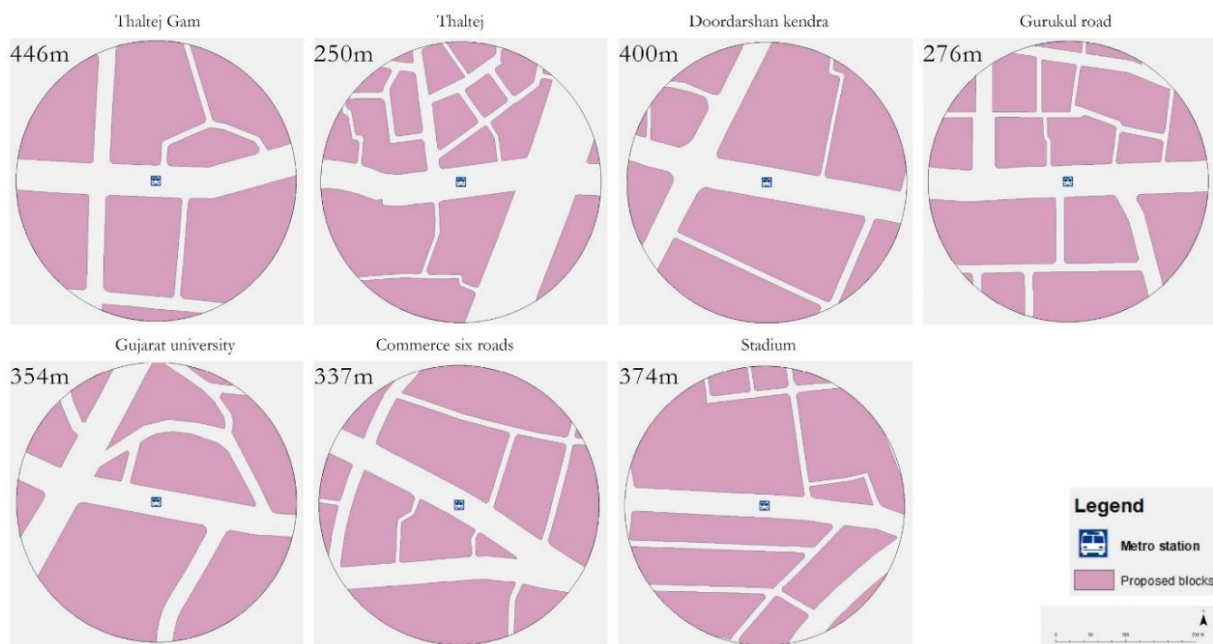 Thaltej Gam
446m
Thaltej
250m
Doordarshan kendra
400m
Gurukul road
276m
Gujarat university
354m
Commerce six roads
337m
Stadium
374m
Legend
Metro station
Proposed blocks